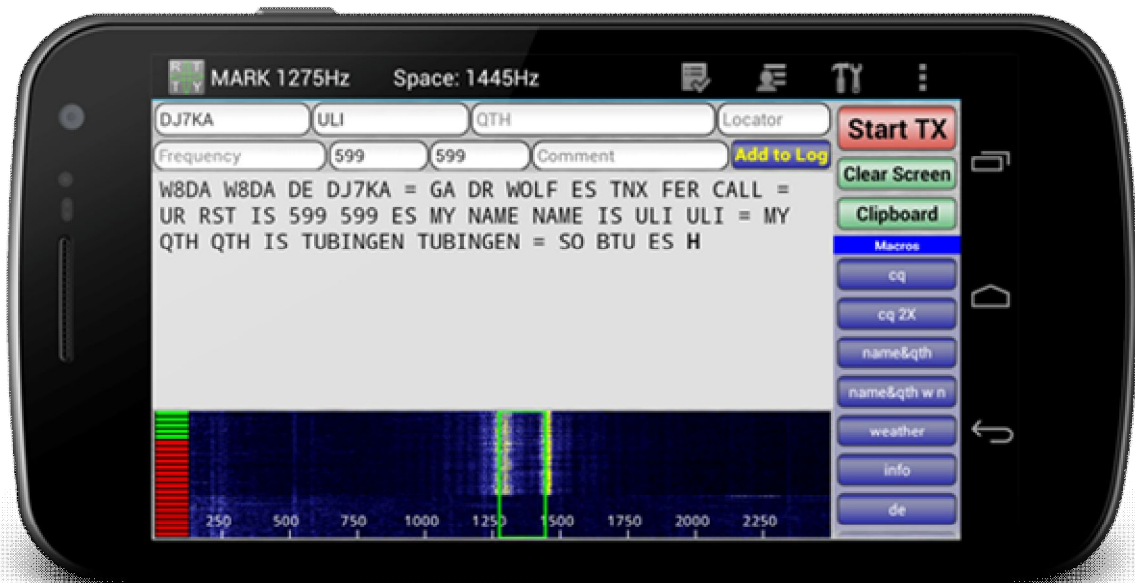 RT
TY
MARK 1275Hz Space: 1445Hz
DJ7KA ULI QTH Locator
Frequency 599 599 Comment Add to Log
W8DA W8DA DE DJ7KA = GA DR WOLF ES TNX FER CALL =
UR RST IS 599 599 ES MY NAME NAME IS ULI ULI = MY
QTH QTH IS TUBINGEN TUBINGEN = SO BTU ES H
250 500 750 1000 1250 1500 1750 2000 2250
Start TX
Clear Screen
Clipboard
Macros
cq
cq 2X
name&qth
name&qth w n
weather
info
de